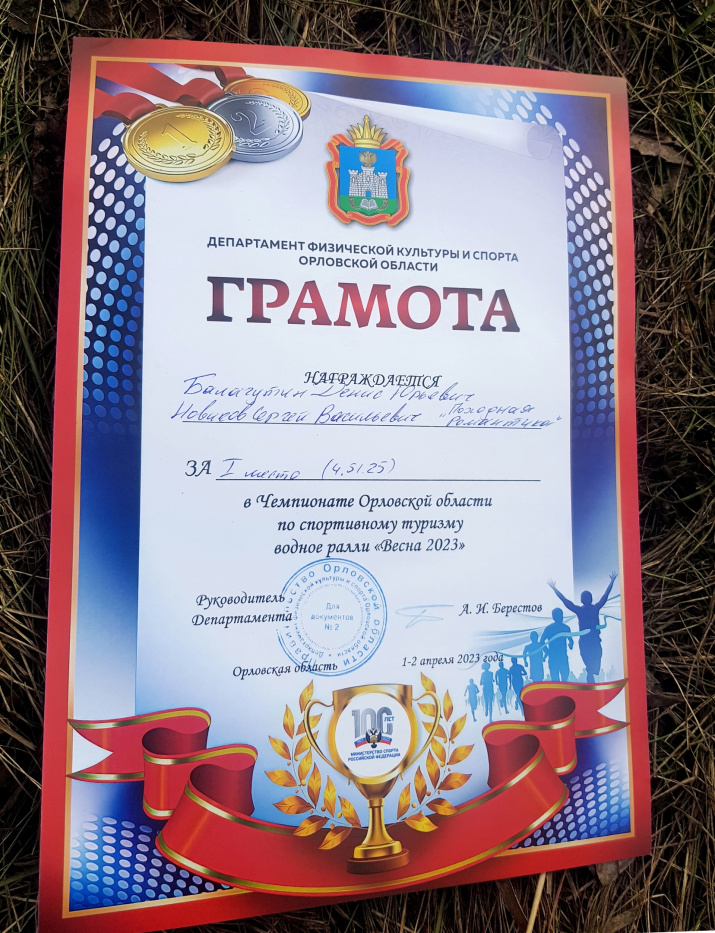 1
2
ДЕПАРТАМЕНТ ФИЗИЧЕСКОЙ КУЛЬТУРЫ И СПОРТА
ОРЛОВСКОЙ ОБЛАСТИ
ГРАМОТА
НАГРАЖДАЕТСЯ
Балагутин Денис Юрьевич
Новиков Сергей Васильевич "Походная
Романтика"
ЗА I место (4.51.25)
в Чемпионате Орловской области
по спортивному туризму
водное ралли «Весна 2023»
Руководитель
Департамента
Для
документов
№ 2
А. Н. Берестов
Орловская область
1-2 апреля 2023 года
100 ЛЕТ
МИНИСТЕРСТВО СПОРТА
РОССИЙСКОЙ ФЕДЕРАЦИИ